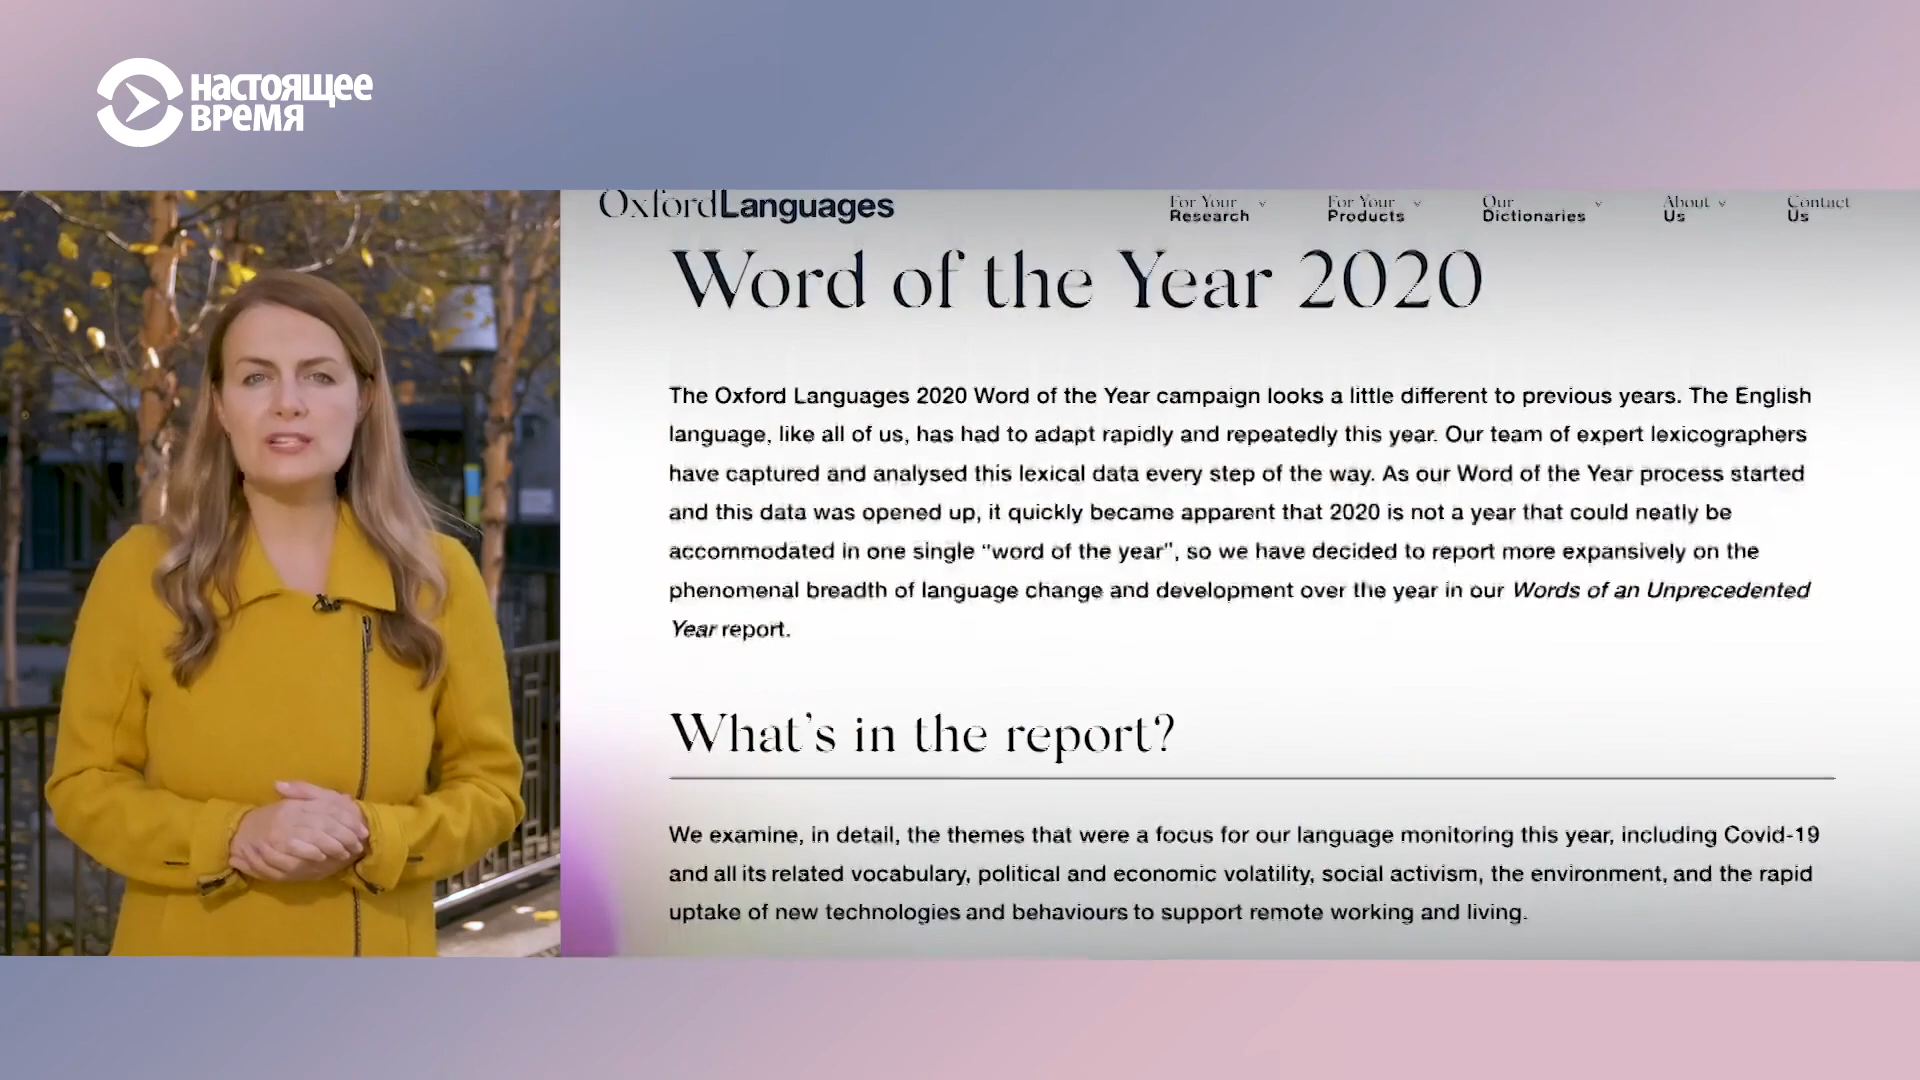 НАСТОЯЩЕЕ
ВРЕМЯ
OxfordLanguages
For Your
Research
For Your
Products
Our
Dictionaries
About
Us
Contact
Us
Word of the Year 2020
The Oxford Languages 2020 Word of the Year campaign looks a little different to previous years. The English
language, like all of us, has had to adapt rapidly and repeatedly this year. Our team of expert lexicographers
have captured and analysed this lexical data every step of the way. As our Word of the Year process started
and this data was opened up, it quickly became apparent that 2020 is not a year that could neatly be
accommodated in one single “word of the year”, so we have decided to report more expansively on the
phenomenal breadth of language change and development over the year in our Words of an Unprecedented
Year report.
What’s in the report?
We examine, in detail, the themes that were a focus for our language monitoring this year, including Covid-19
and all its related vocabulary, political and economic volatility, social activism, the environment, and the rapid
uptake of new technologies and behaviours to support remote working and living.